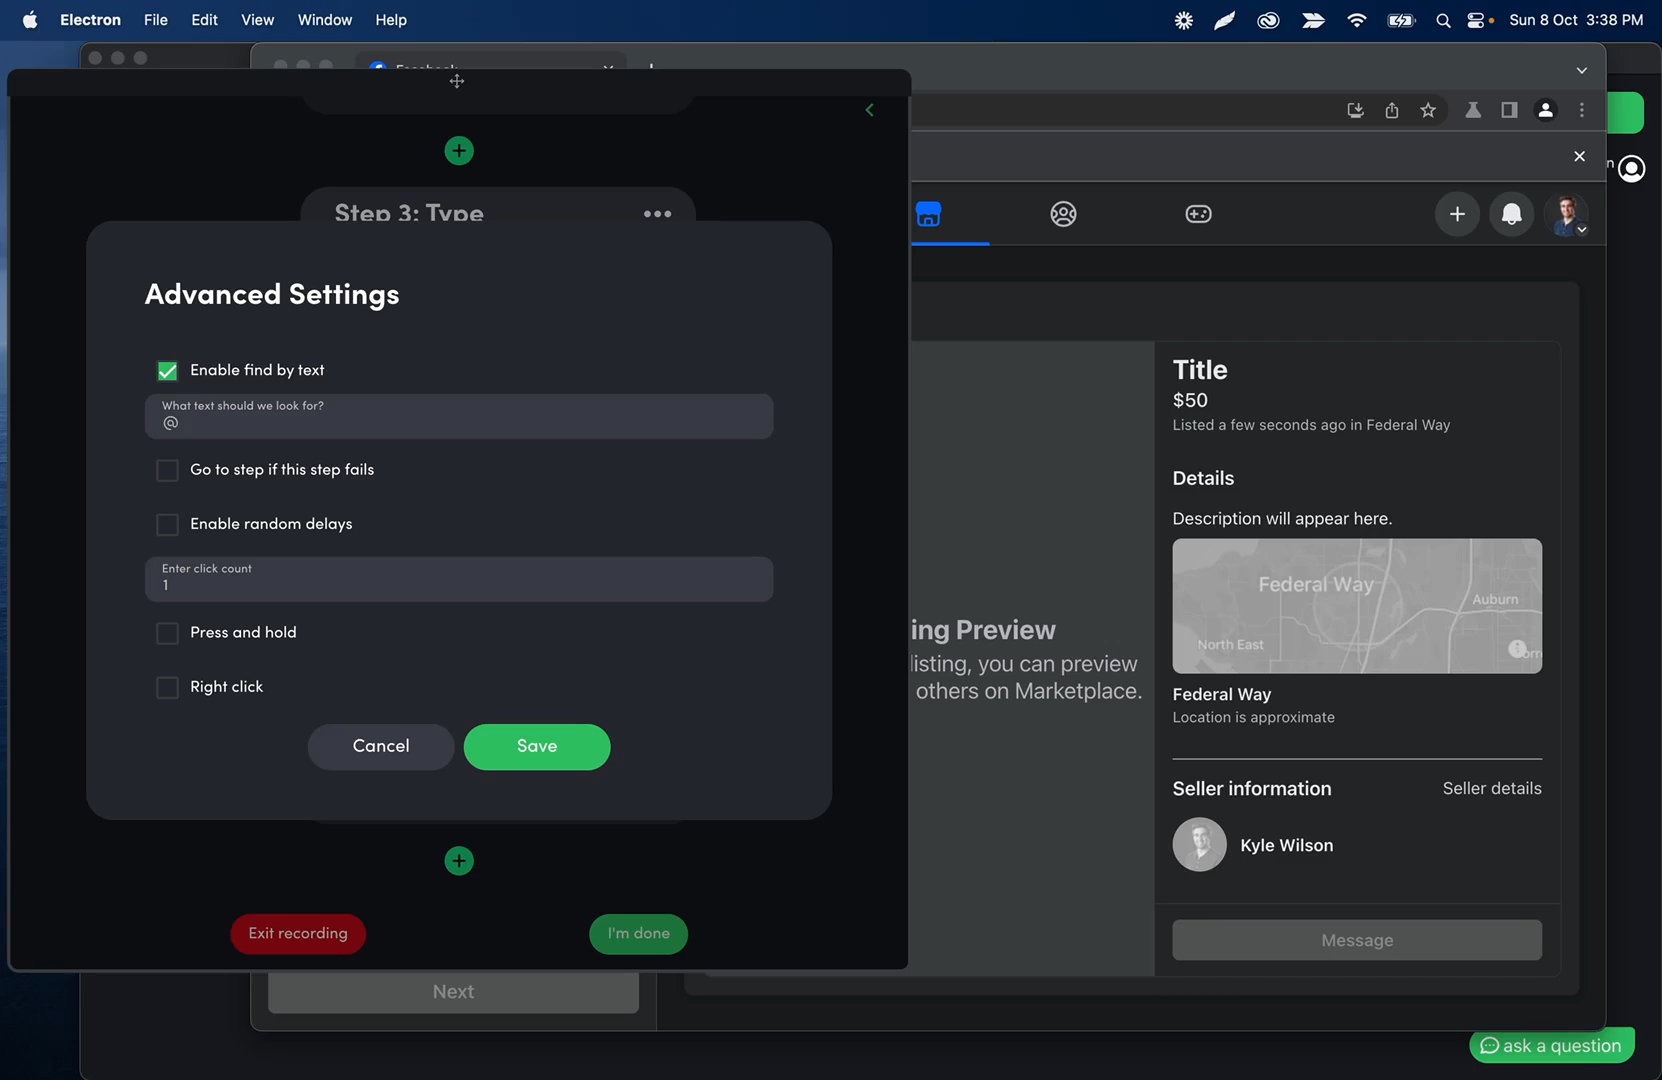 Electron File Edit View Window Help
Sun 8 Oct 3:38 PM
Step 3: Type
Advanced Settings
Enable find by text
What text should we look for?
@
Go to step if this step fails
Enable random delays
Enter click count
1
Press and hold
Right click
Cancel
Save
Exit recording
I'm done
Next
ing Preview
listing, you can preview
others on Marketplace.
Title
$50
Listed a few seconds ago in Federal Way
Details
Description will appear here.
Federal Way
Auburn
North East
Federal Way
Location is approximate
Seller information
Seller details
Kyle Wilson
Message
ask a question